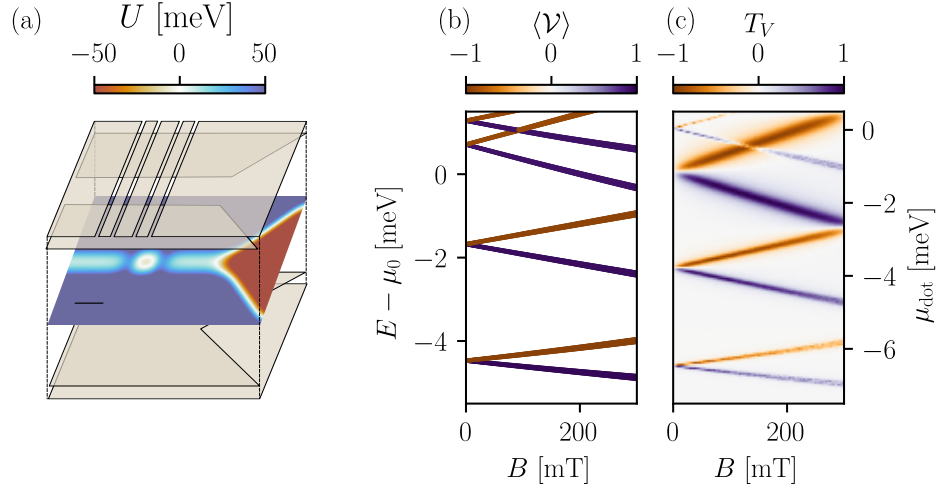 (a)
U [meV]
−50 0 50
(b)
⟨𝒱⟩
−1 0 1
E − μ₀ [meV]
0
−2
−4
0 200
B [mT]
(c)
T_V
−1 0 1
0
−2
−4
−6
μ_dot [meV]
0 200
B [mT]